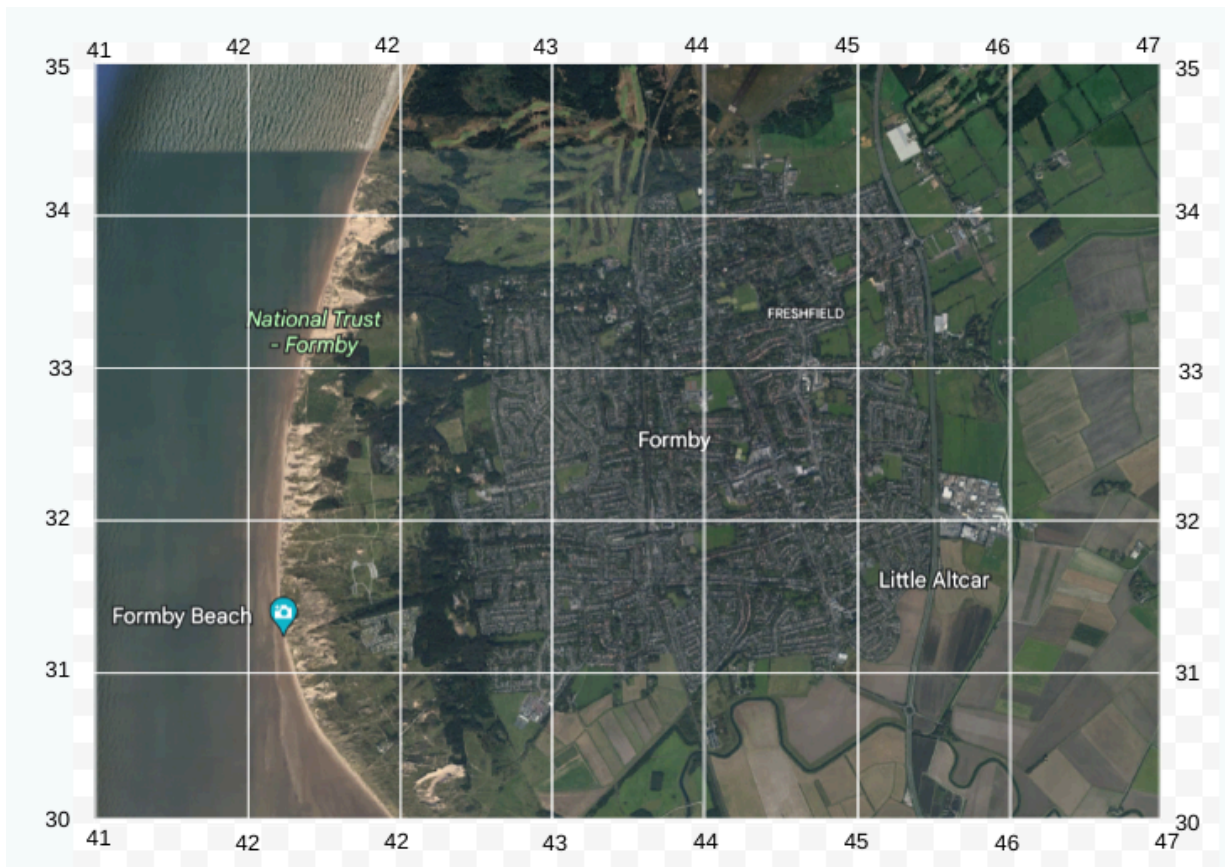 41 42 42 43 44 45 46 47
35 35
34 34
National Trust
- Formby
FRESHFIELD
33 33
Formby
32 32
Little Altcar
Formby Beach
31 31
30 30
41 42 42 43 44 45 46 47